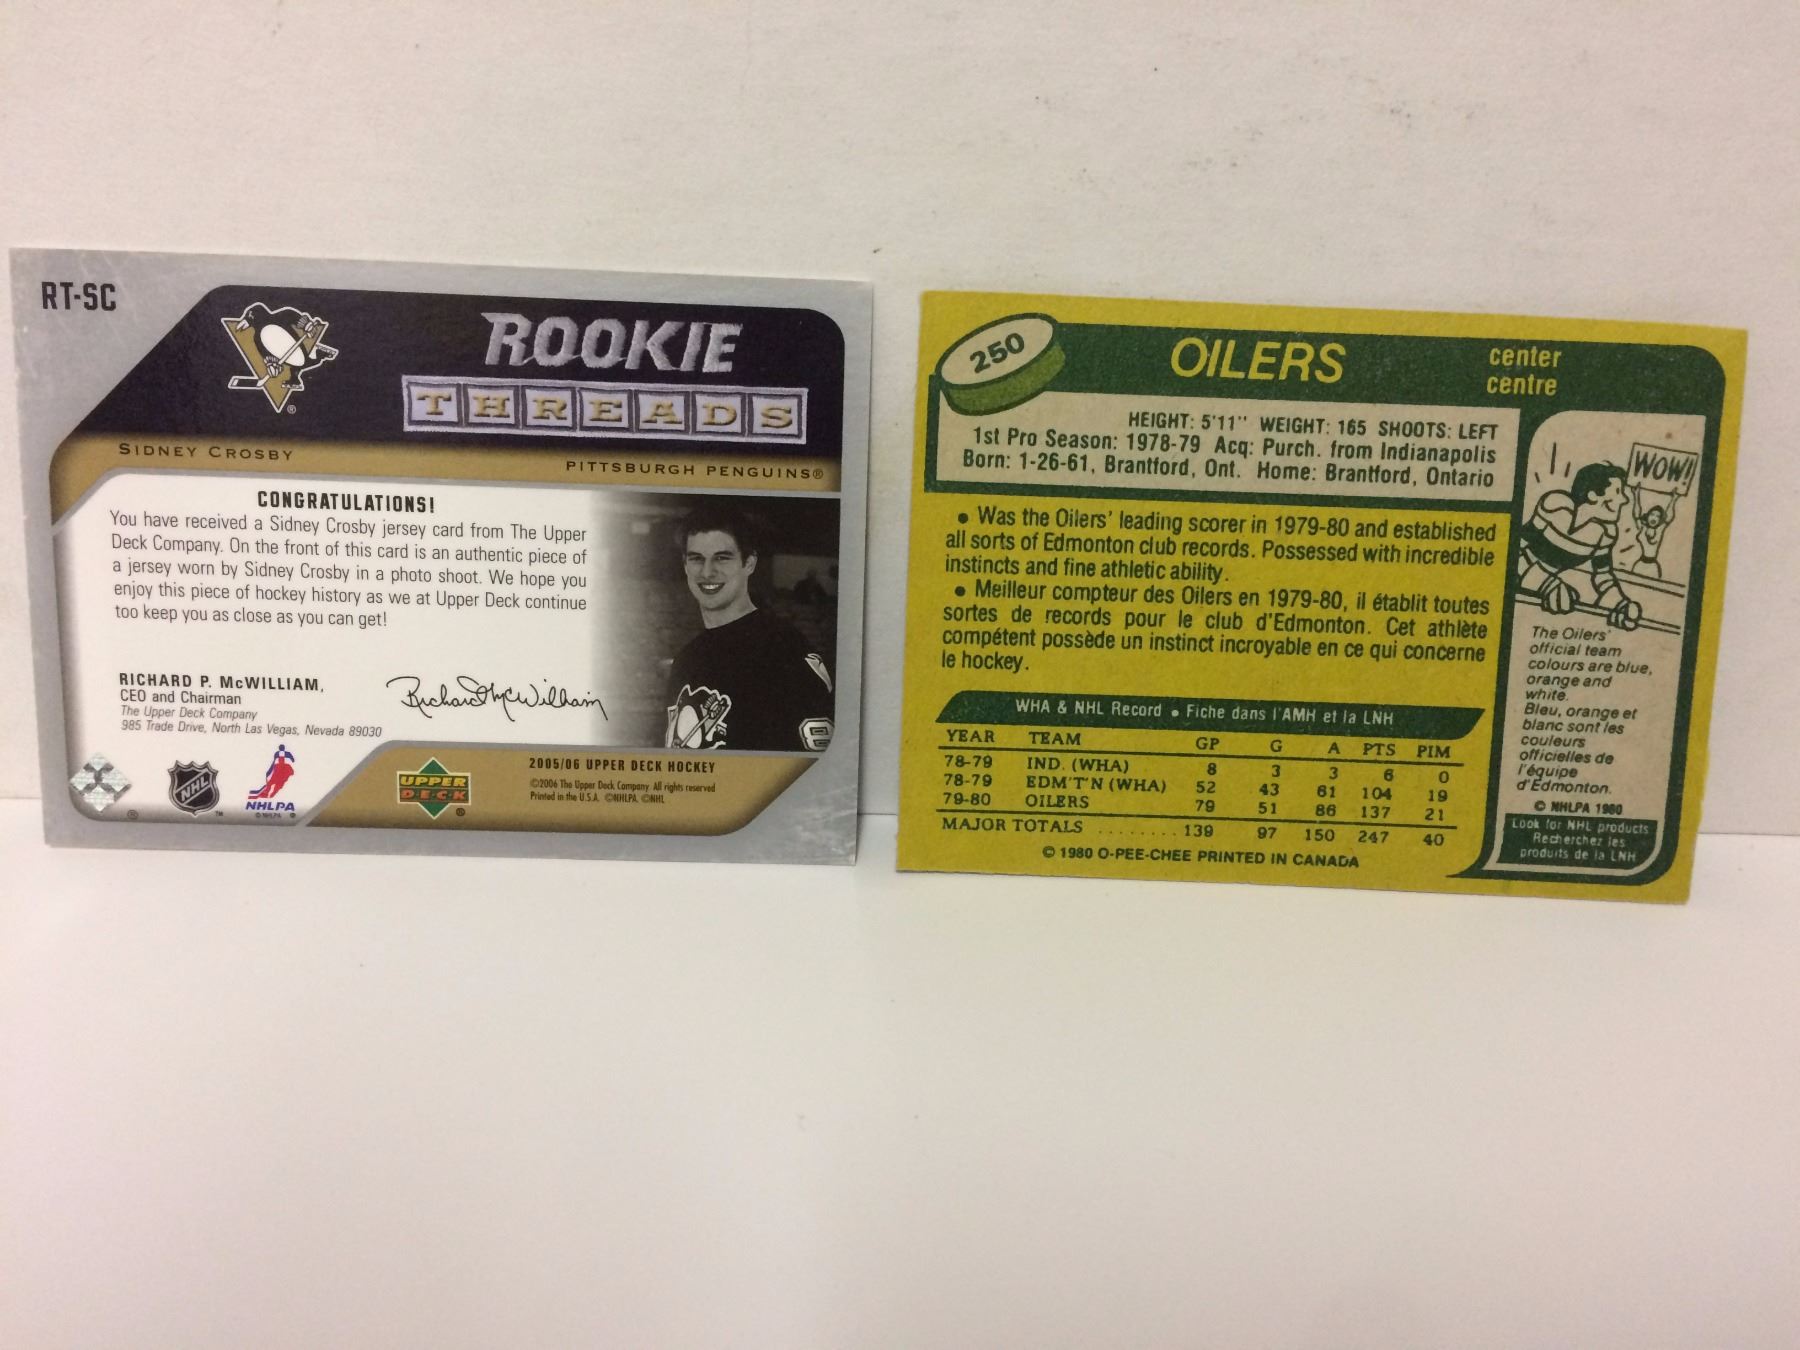 RT-SC
ROOKIE
THREADS
SIDNEY CROSBY
PITTSBURGH PENGUINS®
CONGRATULATIONS!
You have received a Sidney Crosby jersey card from The Upper
Deck Company. On the front of this card is an authentic piece of
a jersey worn by Sidney Crosby in a photo shoot. We hope you
enjoy this piece of hockey history as we at Upper Deck continue
too keep you as close as you can get!
RICHARD P. McWILLIAM,
CEO and Chairman
The Upper Deck Company
985 Trade Drive, North Las Vegas, Nevada 89030
Richard McWilliam
NHL
NHLPA
UPPER
DECK
2005/06 UPPER DECK HOCKEY
©2006 The Upper Deck Company. All rights reserved
Printed in the U.S.A. ©NHLPA. ©NHL
250
OILERS
center
centre
HEIGHT: 5'11" WEIGHT: 165 SHOOTS: LEFT
1st Pro Season: 1978-79 Acq: Purch. from Indianapolis
Born: 1-26-61, Brantford, Ont. Home: Brantford, Ontario
• Was the Oilers' leading scorer in 1979-80 and established
all sorts of Edmonton club records. Possessed with incredible
instincts and fine athletic ability.
• Meilleur compteur des Oilers en 1979-80, il établit toutes
sortes de records pour le club d'Edmonton. Cet athlète
compétent possède un instinct incroyable en ce qui concerne
le hockey.
WHA & NHL Record • Fiche dans l'AMH et la LNH
YEAR TEAM GP G A PTS PIM
78-79 IND. (WHA) 8 3 3 6 0
78-79 EDM'T'N (WHA) 52 43 61 104 19
79-80 OILERS 79 51 86 137 21
MAJOR TOTALS ........ 139 97 150 247 40
© 1980 O-PEE-CHEE PRINTED IN CANADA
WOW!
The Oilers'
official team
colours are blue,
orange and
white.
Bleu, orange et
blanc sont les
couleurs
officielles de
l'équipe
d'Edmonton.
© NHLPA 1980
Look for NHL products
Recherchez les
produits de la LNH